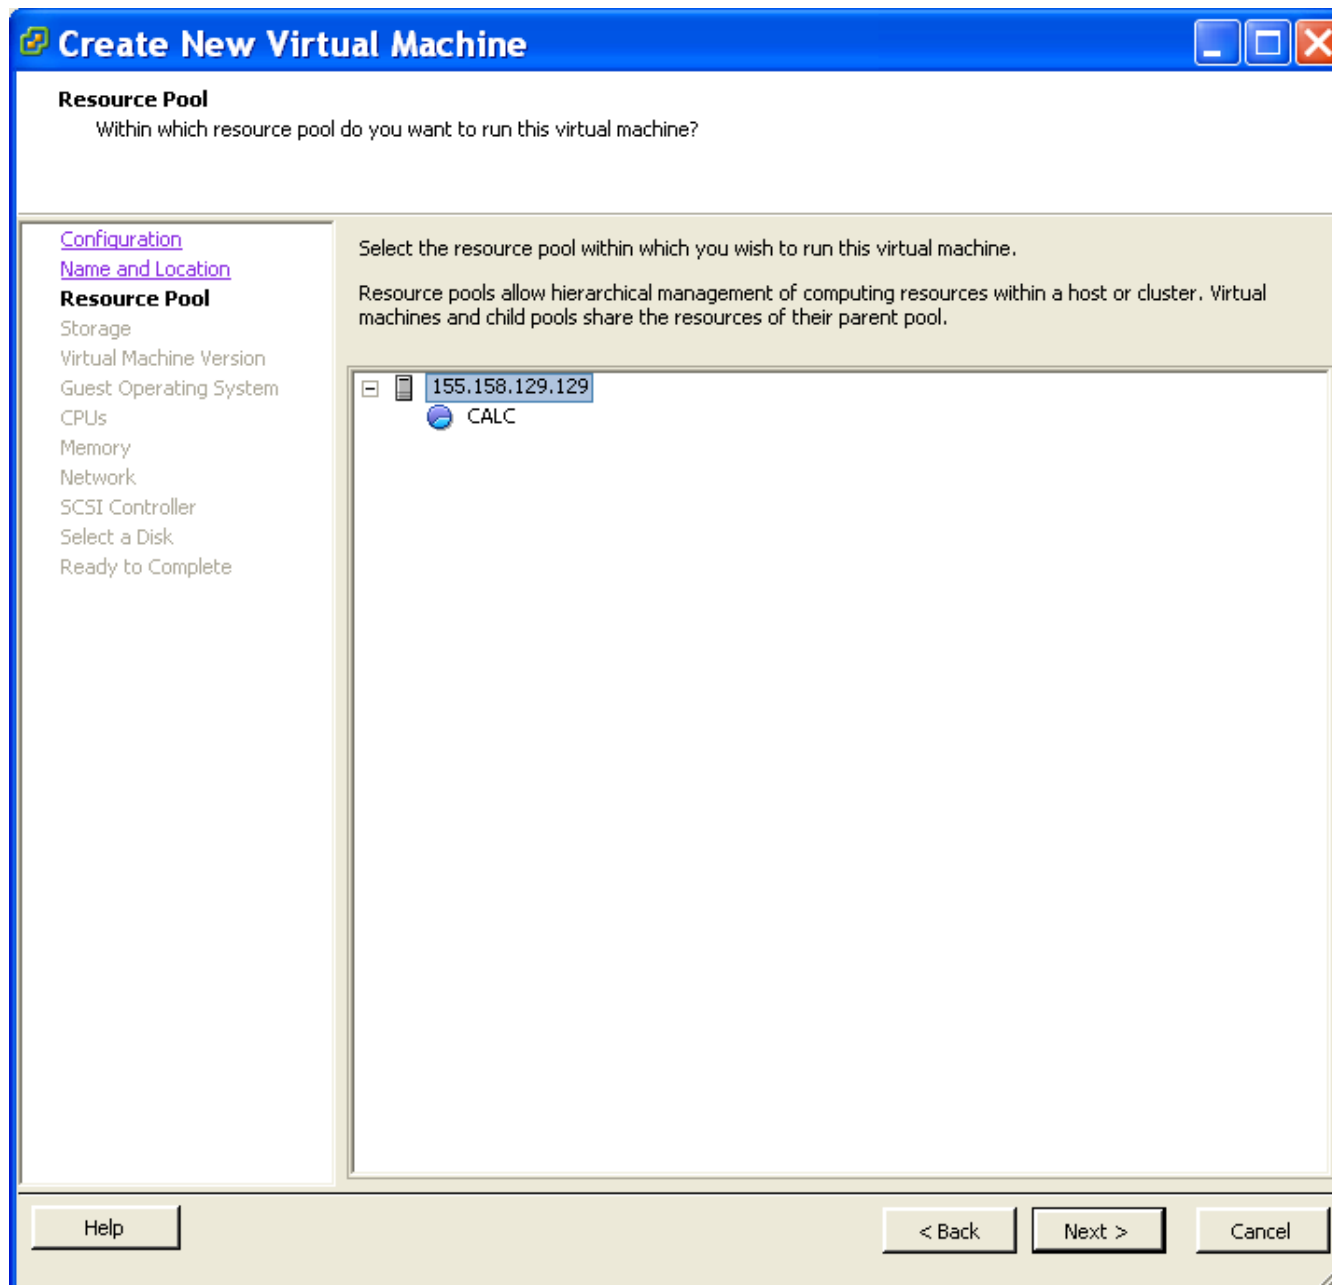 Create New Virtual Machine
Resource Pool
Within which resource pool do you want to run this virtual machine?
Configuration
Name and Location
Resource Pool
Storage
Virtual Machine Version
Guest Operating System
CPUs
Memory
Network
SCSI Controller
Select a Disk
Ready to Complete
Select the resource pool within which you wish to run this virtual machine.
Resource pools allow hierarchical management of computing resources within a host or cluster. Virtual
machines and child pools share the resources of their parent pool.
155.158.129.129
CALC
Help
< Back
Next >
Cancel